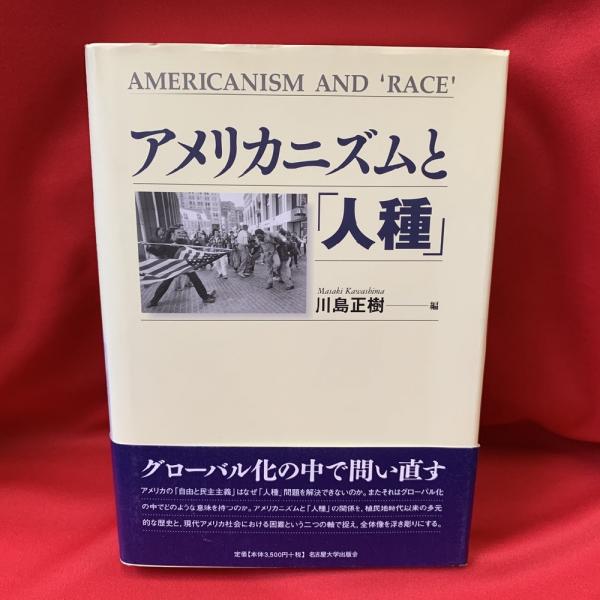 AMERICANISM AND ‘RACE’
アメリカニズムと
「人種」
Masaki Kawashima
川島正樹──編
グローバル化の中で問い直す
アメリカの「自由と民主主義」はなぜ「人種」問題を解決できないのか。またそれはグローバル化
の中でどのような意味を持つのか。アメリカニズムと「人種」の関係を、植民地時代以来の多元
的な歴史と、現代アメリカ社会における困難という二つの軸で捉え、全体像を浮き彫りにする。
定価【本体3,500円+税】 名古屋大学出版会